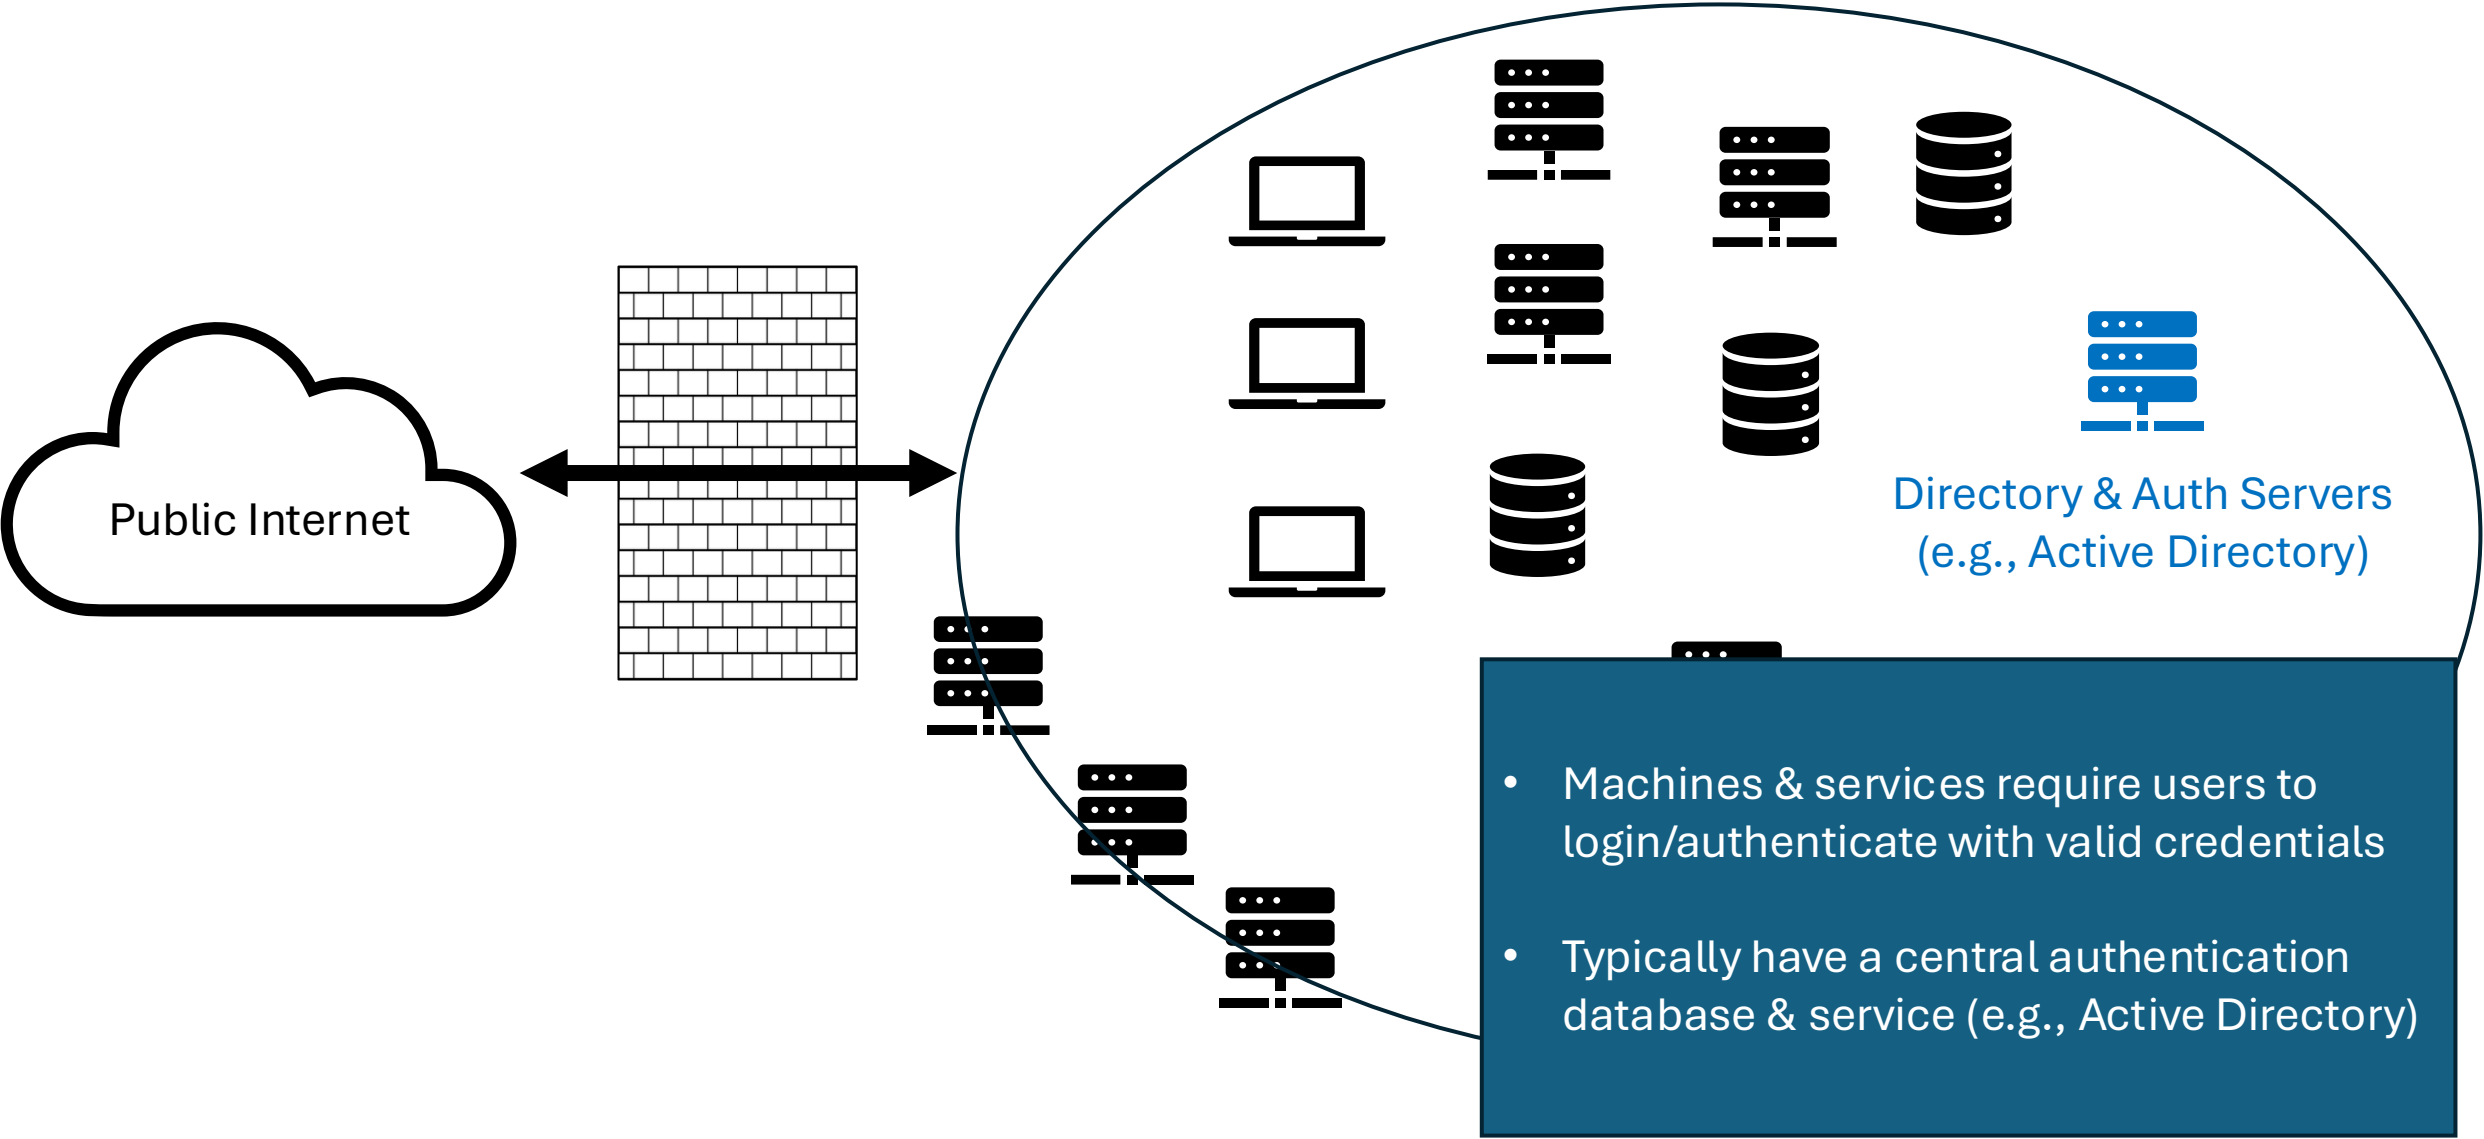 Public Internet
Directory & Auth Servers
(e.g., Active Directory)
• Machines & services require users to
login/authenticate with valid credentials
• Typically have a central authentication
database & service (e.g., Active Directory)